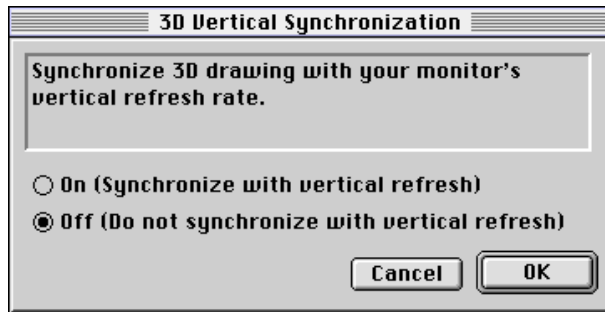 3D Vertical Synchronization
Synchronize 3D drawing with your monitor's
vertical refresh rate.
On (Synchronize with vertical refresh)
Off (Do not synchronize with vertical refresh)
Cancel OK